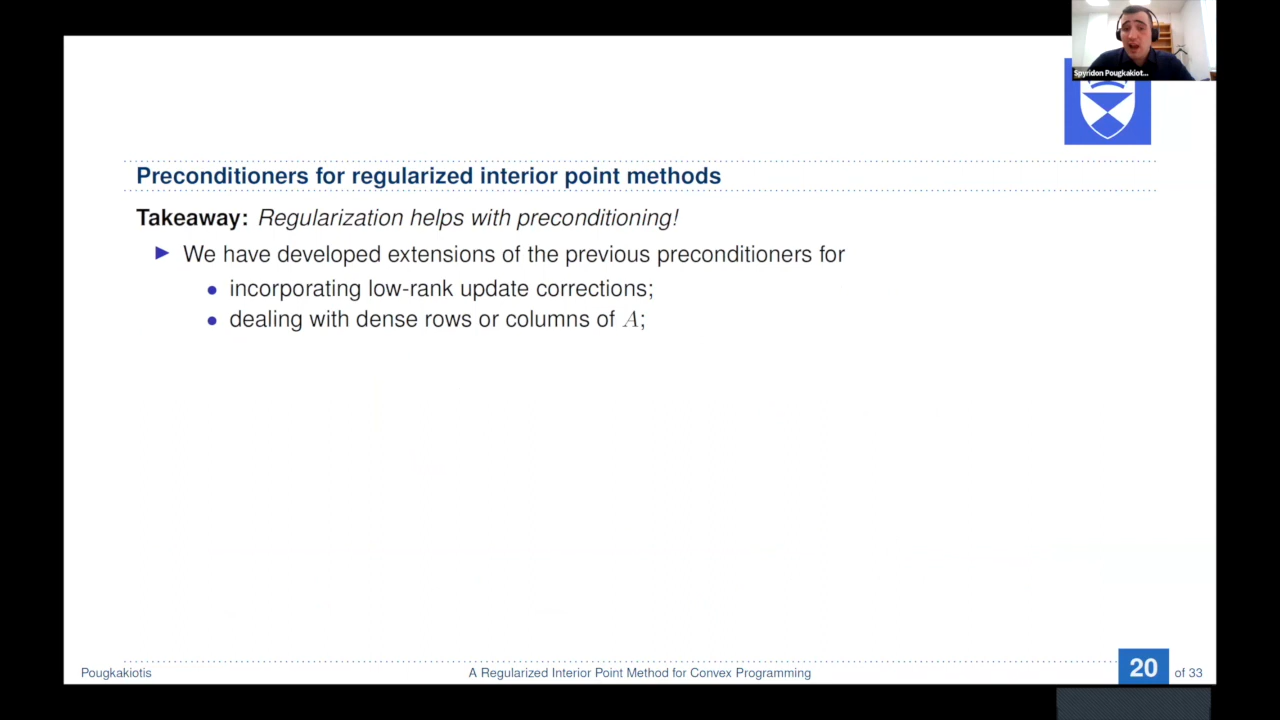 Spyridon Pougkakiot...
Preconditioners for regularized interior point methods
Takeaway: Regularization helps with preconditioning!
We have developed extensions of the previous preconditioners for
incorporating low-rank update corrections;
dealing with dense rows or columns of A;
Pougkakiotis
A Regularized Interior Point Method for Convex Programming
20 of 33